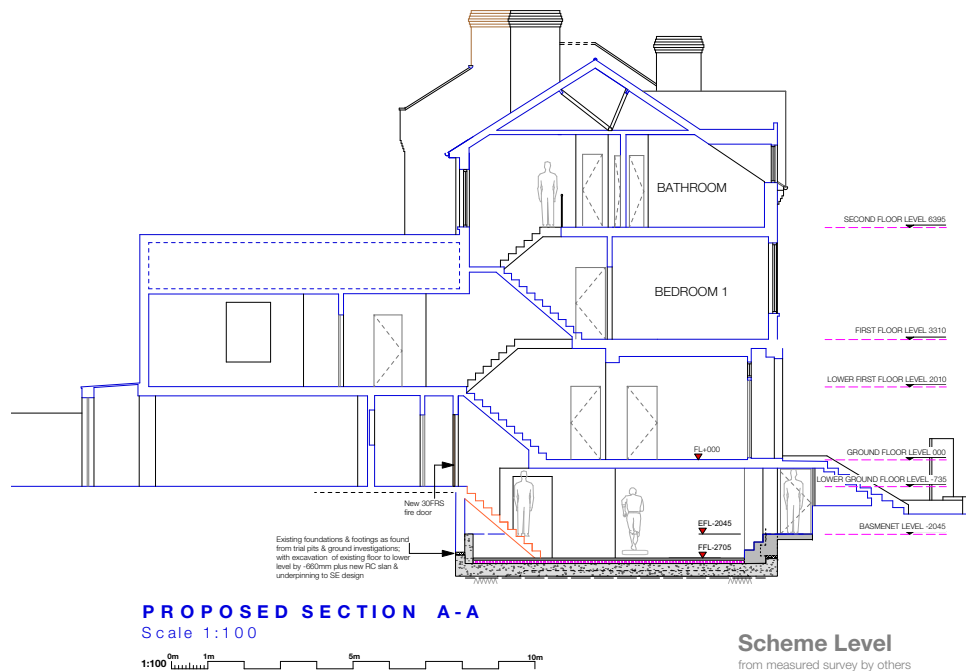 BATHROOM
SECOND FLOOR LEVEL 6395
BEDROOM 1
FIRST FLOOR LEVEL 3310
LOWER FIRST FLOOR LEVEL 2010
FL+000
GROUND FLOOR LEVEL 000
LOWER GROUND FLOOR LEVEL -735
New 30FRS
fire door
EFL-2045
BASMENET LEVEL -2045
Existing foundations & footings as found
from trial pits & ground investigations;
with excavation of existing floor to lower
level by -660mm plus new RC slan &
underpinning to SE design
FFL-2705
PROPOSED SECTION A-A
Scale 1:100
1:100 0m 1m 5m 10m
Scheme Level
from measured survey by others